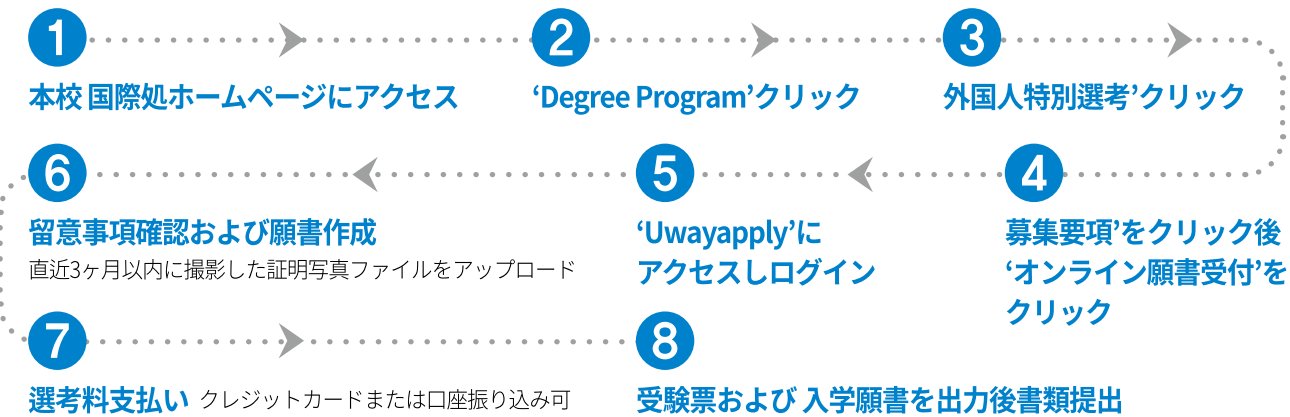 1
本校 国際処ホームページにアクセス
2
‘Degree Program’クリック
3
外国人特別選考’クリック
4
募集要項’をクリック後
‘オンライン願書受付’を
クリック
5
‘Uwayapply’に
アクセスしログイン
6
留意事項確認および願書作成
直近3ヶ月以内に撮影した証明写真ファイルをアップロード
7
選考料支払い クレジットカードまたは口座振り込み可
8
受験票および 入学願書を出力後書類提出